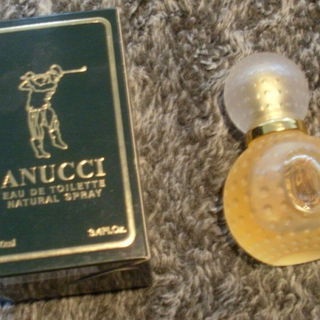 ANUCCI
EAU DE TOILETTE
NATURAL SPRAY
3.4FL.Oz.